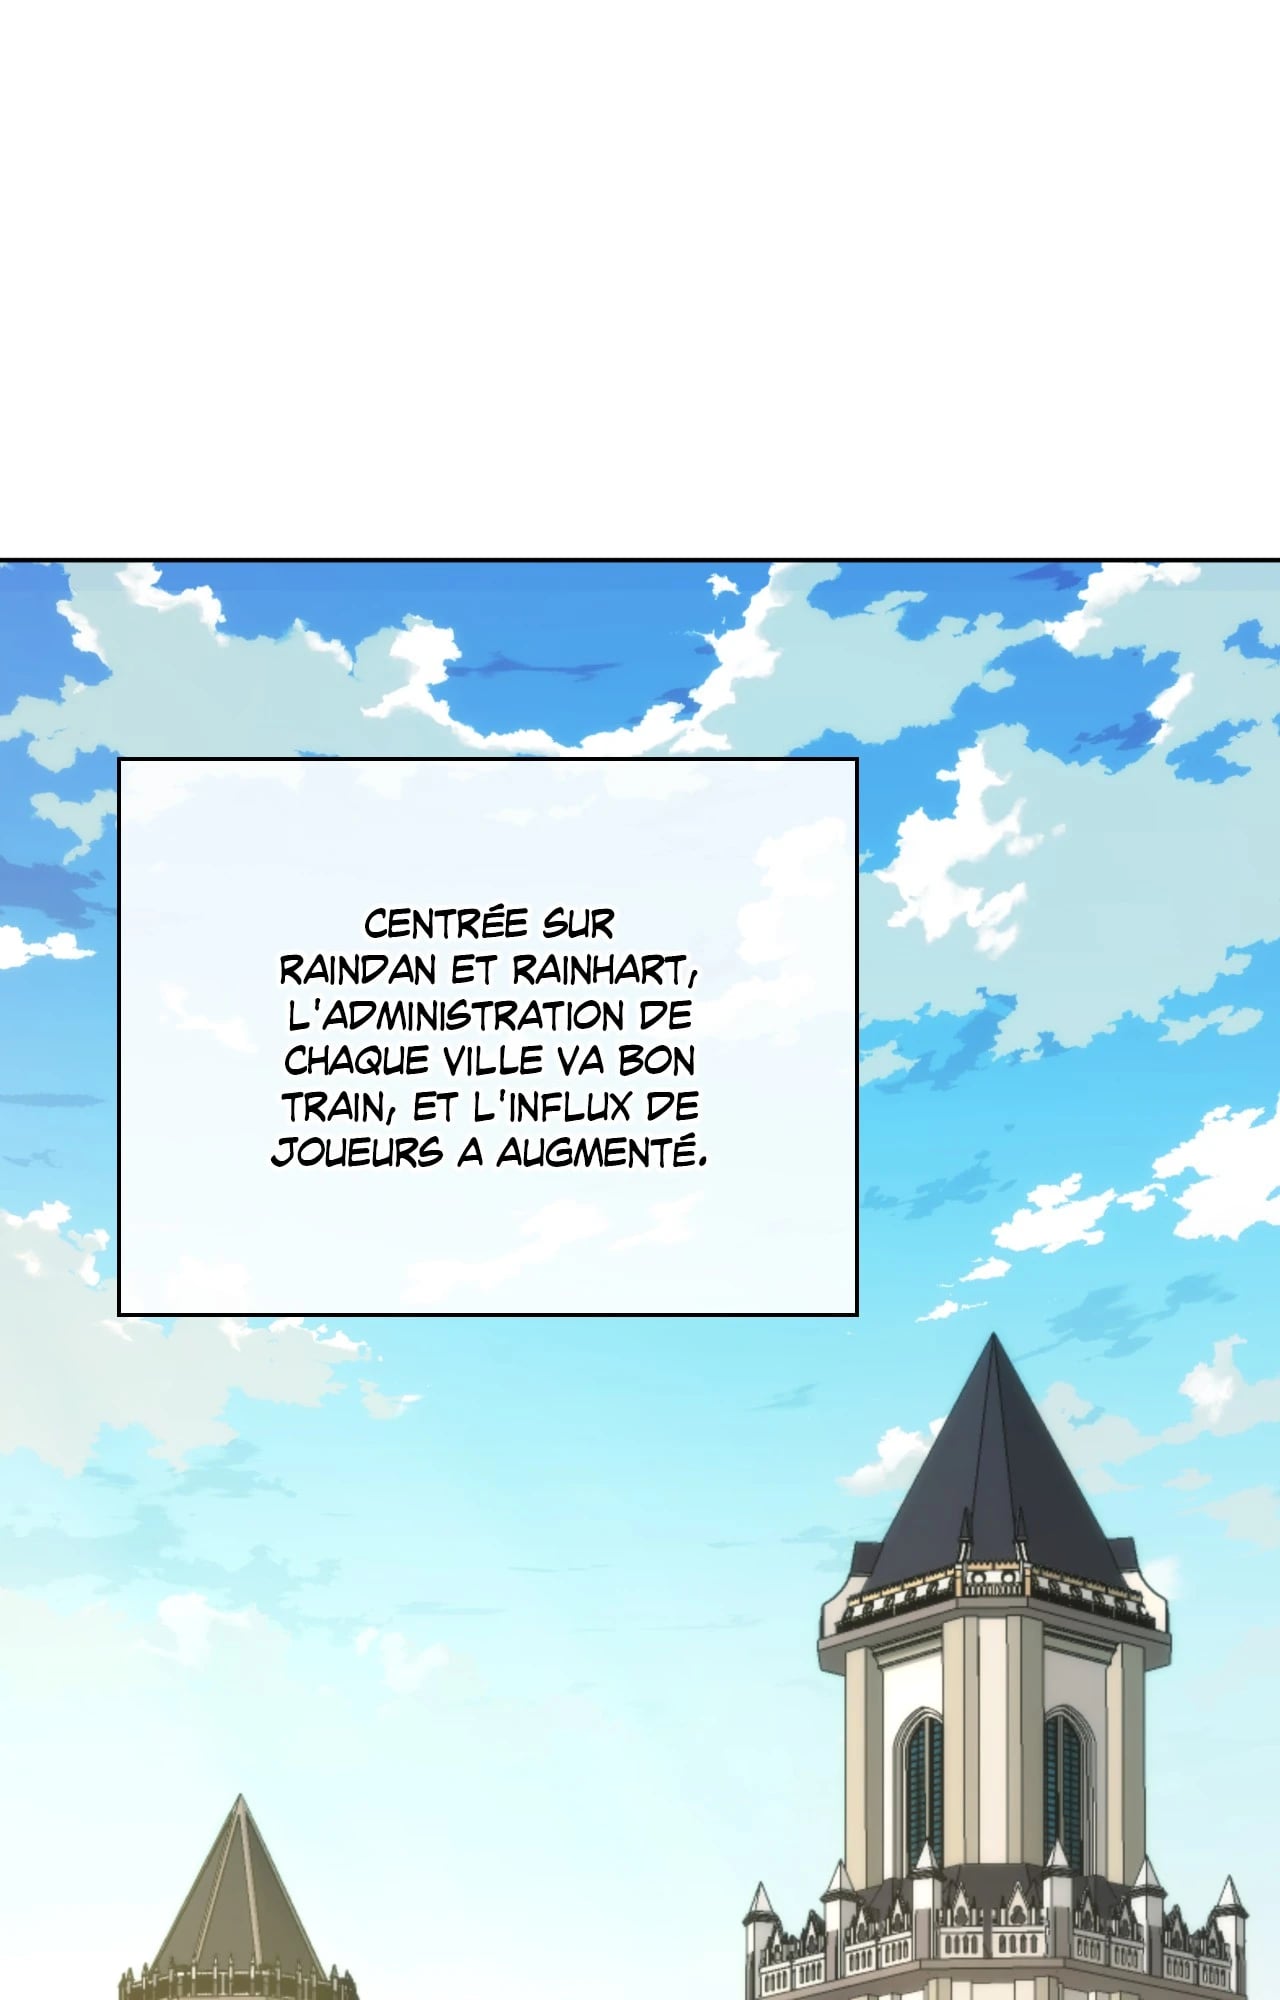 CENTRÉE SUR
RAINDAN ET RAINHART,
L'ADMINISTRATION DE
CHAQUE VILLE VA BON
TRAIN, ET L'INFLUX DE
JOUEURS A AUGMENTÉ.